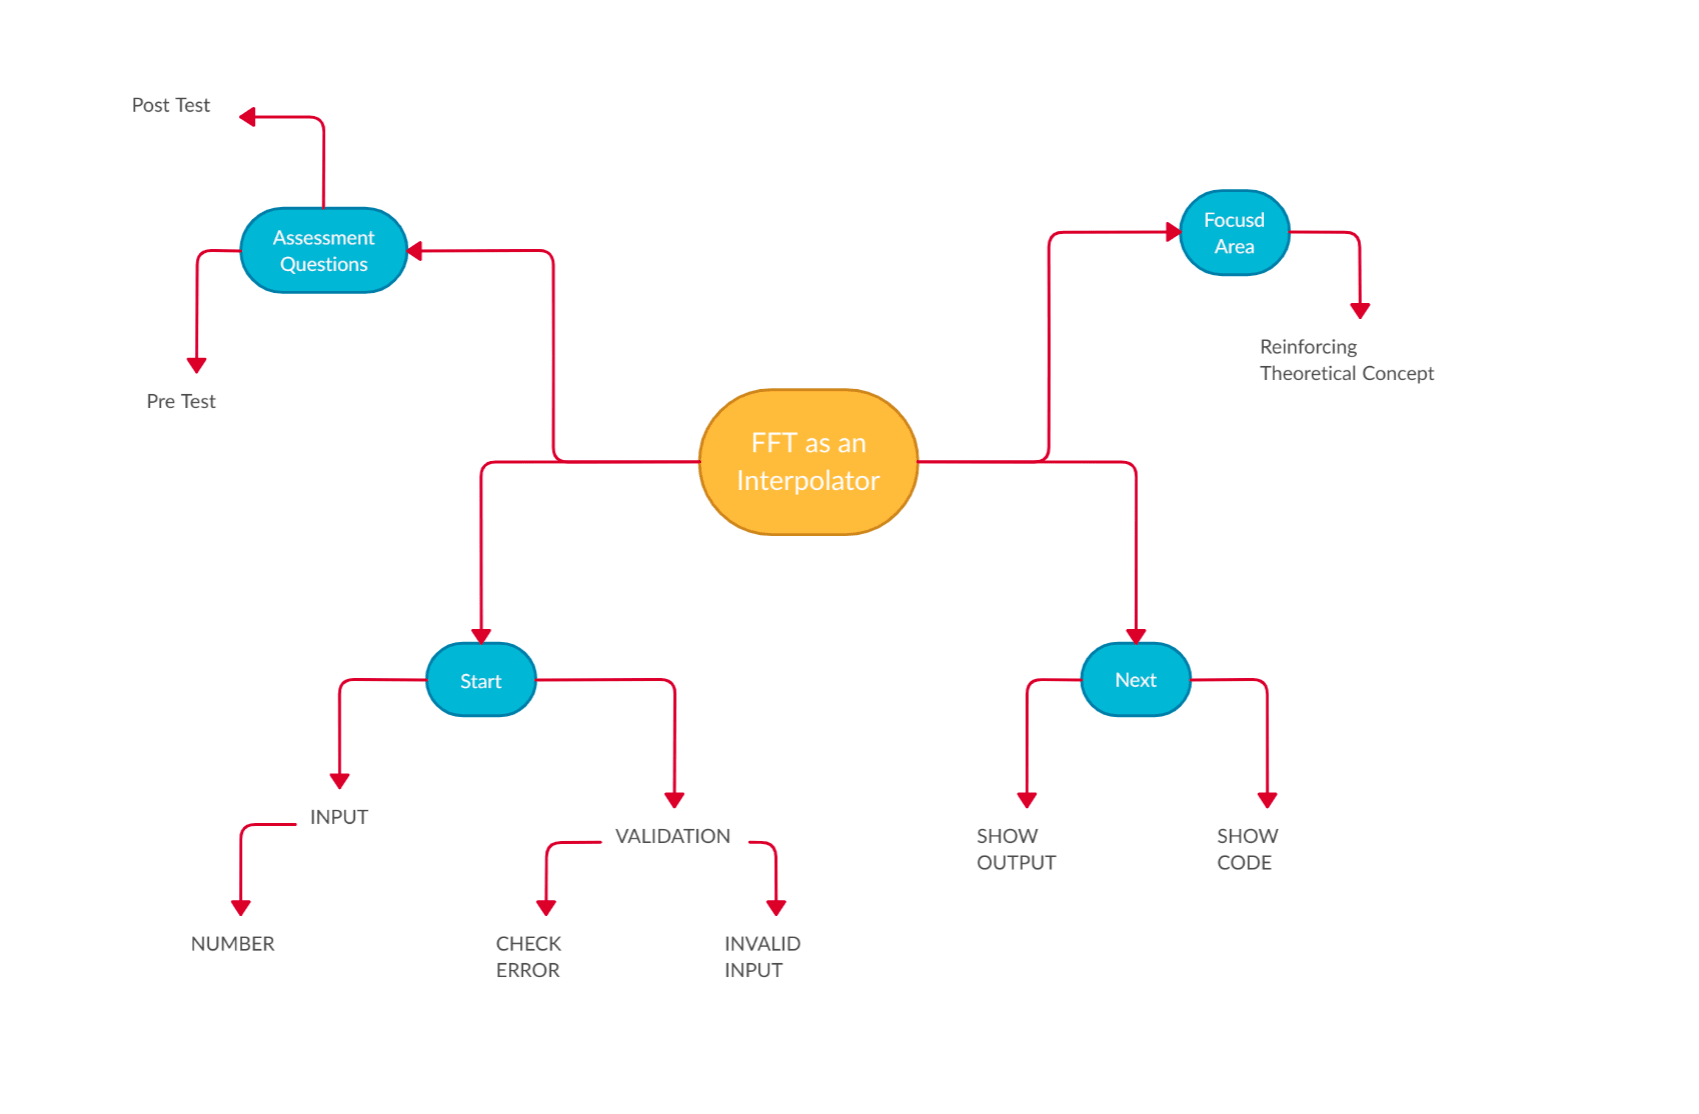 Post Test
Assessment
Questions
Pre Test
Focusd
Area
Reinforcing
Theoretical Concept
FFT as an
Interpolator
Start
INPUT
NUMBER
VALIDATION
CHECK
ERROR
INVALID
INPUT
Next
SHOW
OUTPUT
SHOW
CODE